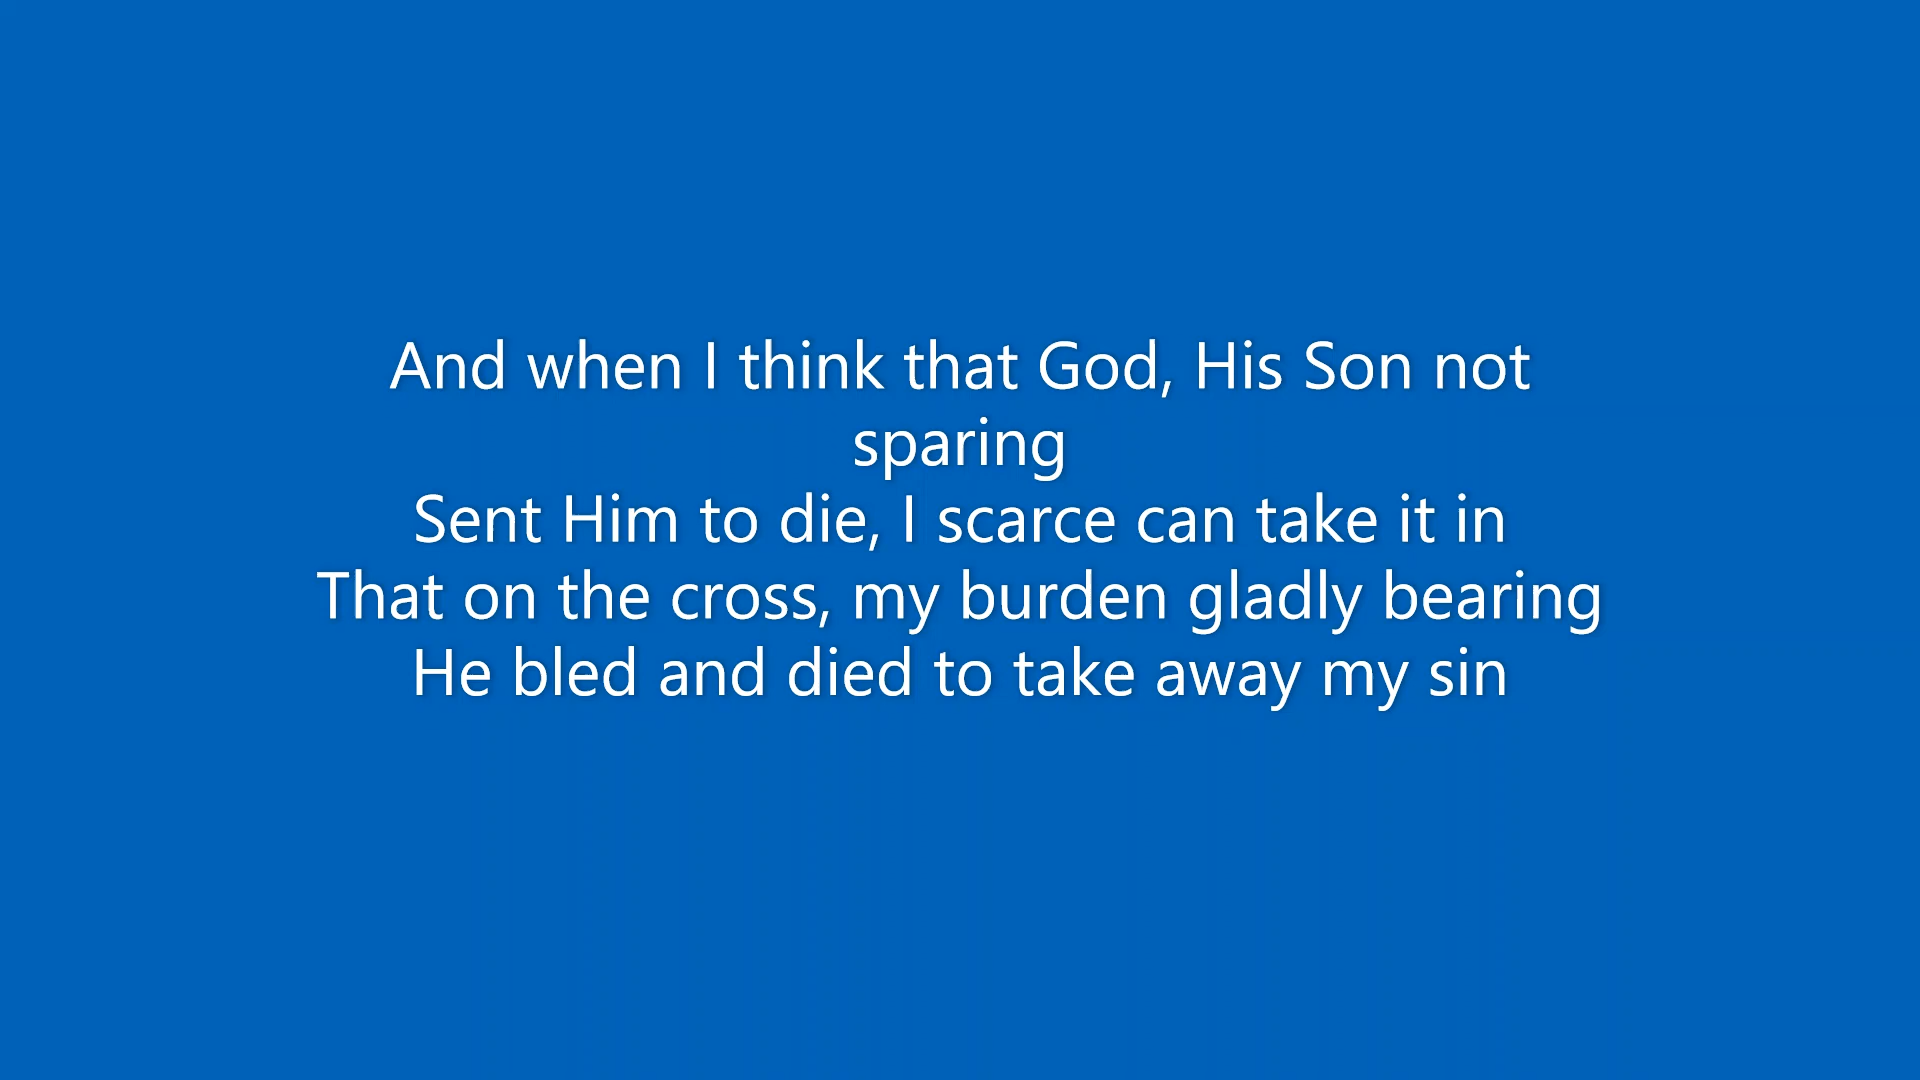 And when I think that God, His Son not
sparing
Sent Him to die, I scarce can take it in
That on the cross, my burden gladly bearing
He bled and died to take away my sin